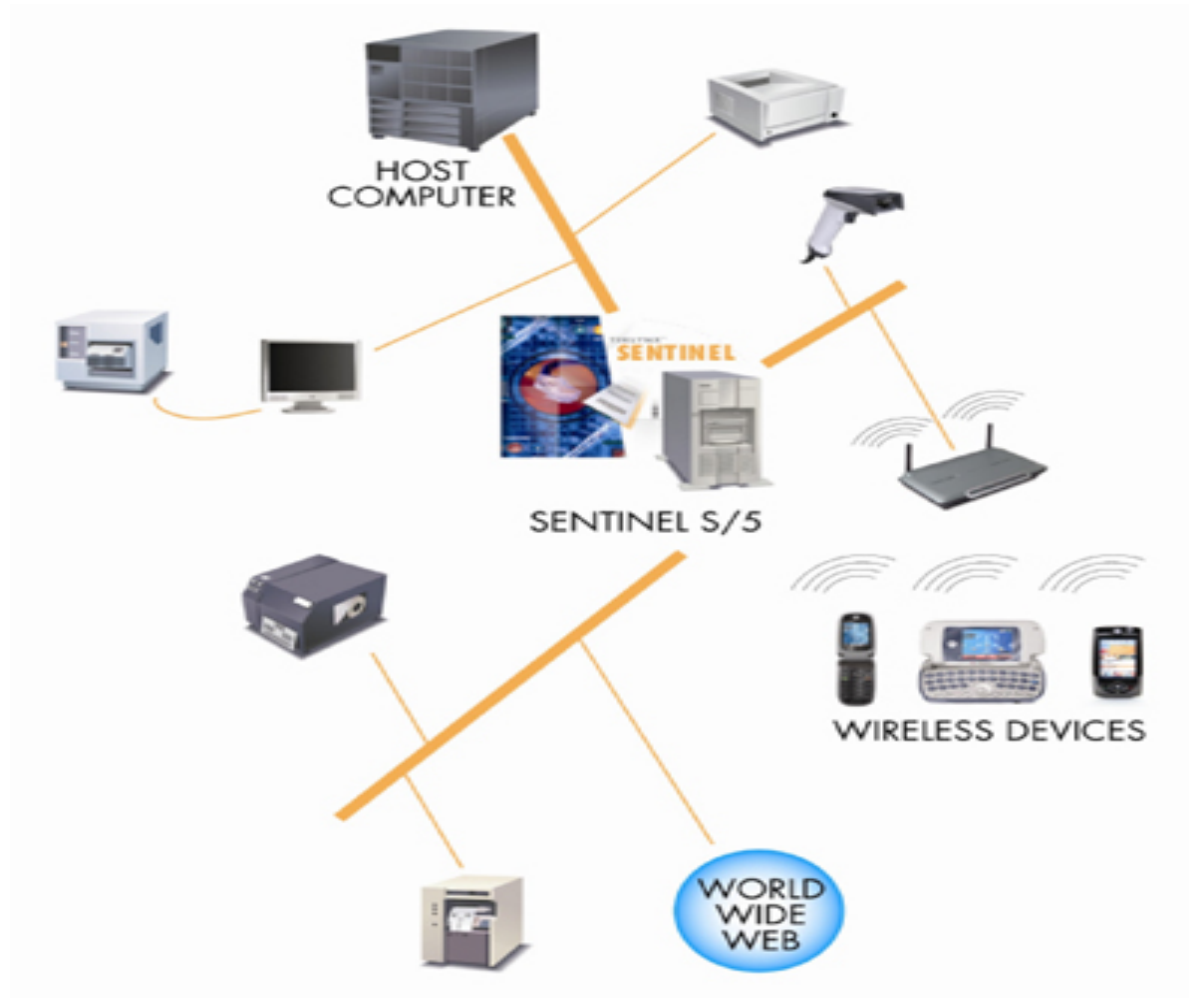 HOST
COMPUTER
SENTINEL
SENTINEL S/5
WIRELESS DEVICES
WORLD
WIDE
WEB